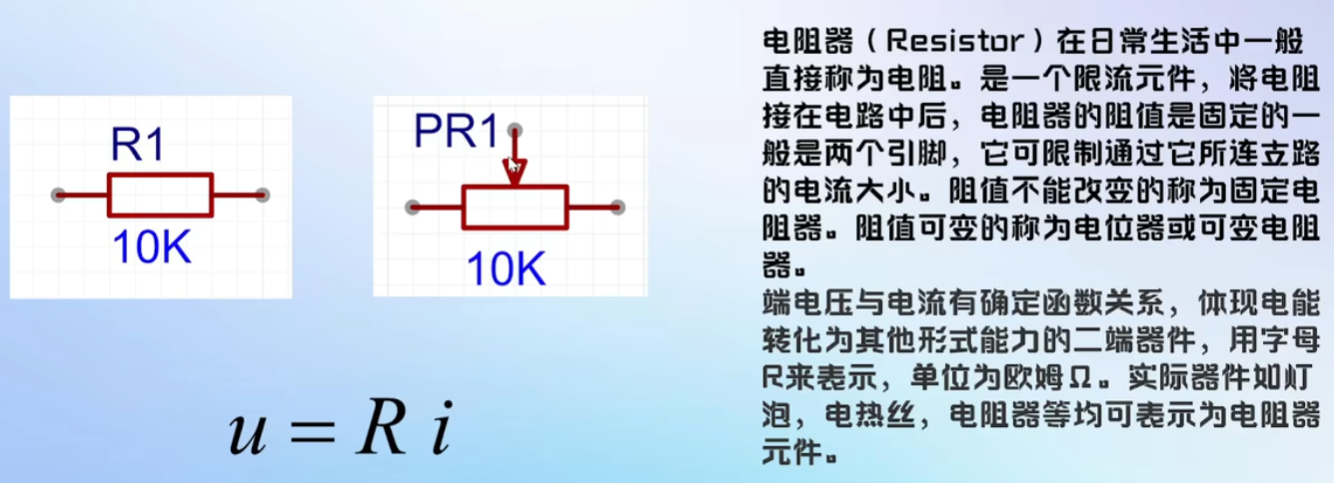 R1
10K
PR1
10K
u = R i
电阻器（Resistor）在日常生活中一般
直接称为电阻。是一个限流元件，将电阻
接在电路中后，电阻器的阻值是固定的一
般是两个引脚，它可限制通过它所连支路
的电流大小。阻值不能改变的称为固定电
阻器。阻值可变的称为电位器或可变电阻
器。
端电压与电流有确定函数关系，体现电能
转化为其他形式能力的二端器件，用字母
R来表示，单位为欧姆Ω。实际器件如灯
泡，电热丝，电阻器等均可表示为电阻器
元件。